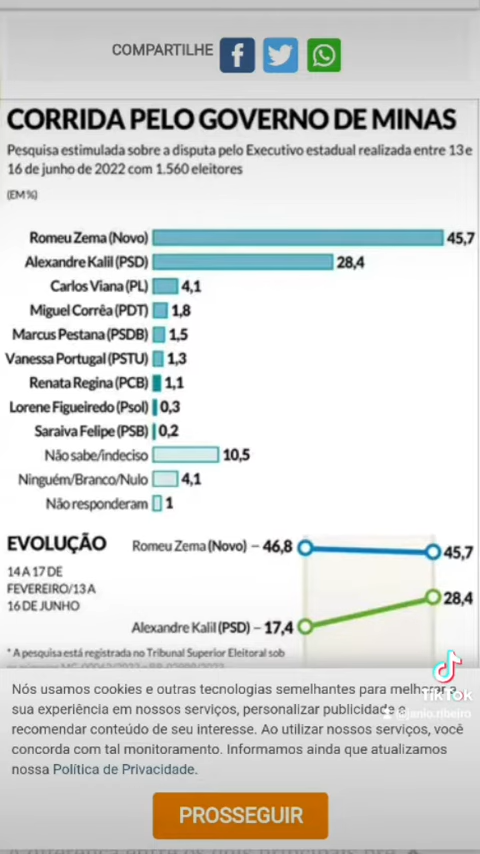 COMPARTILHE
CORRIDA PELO GOVERNO DE MINAS
Pesquisa estimulada sobre a disputa pelo Executivo estadual realizada entre 13 e
16 de junho de 2022 com 1.560 eleitores
(EM %)
Romeu Zema (Novo) 45,7
Alexandre Kalil (PSD) 28,4
Carlos Viana (PL) 4,1
Miguel Corrêa (PDT) 1,8
Marcus Pestana (PSDB) 1,5
Vanessa Portugal (PSTU) 1,3
Renata Regina (PCB) 1,1
Lorene Figueiredo (Psol) 0,3
Saraiva Felipe (PSB) 0,2
Não sabe/indeciso 10,5
Ninguém/Branco/Nulo 4,1
Não responderam 1
EVOLUÇÃO
14 A 17 DE
FEVEREIRO/13 A
16 DE JUNHO
Romeu Zema (Novo) – 46,8 45,7
28,4
Alexandre Kalil (PSD) – 17,4
* A pesquisa está registrada no Tribunal Superior Eleitoral sob
TikTok
@janio.ribeiro
Nós usamos cookies e outras tecnologias semelhantes para melhorar a
sua experiência em nossos serviços, personalizar publicidade e
recomendar conteúdo de seu interesse. Ao utilizar nossos serviços, você
concorda com tal monitoramento. Informamos ainda que atualizamos
nossa Política de Privacidade.
PROSSEGUIR